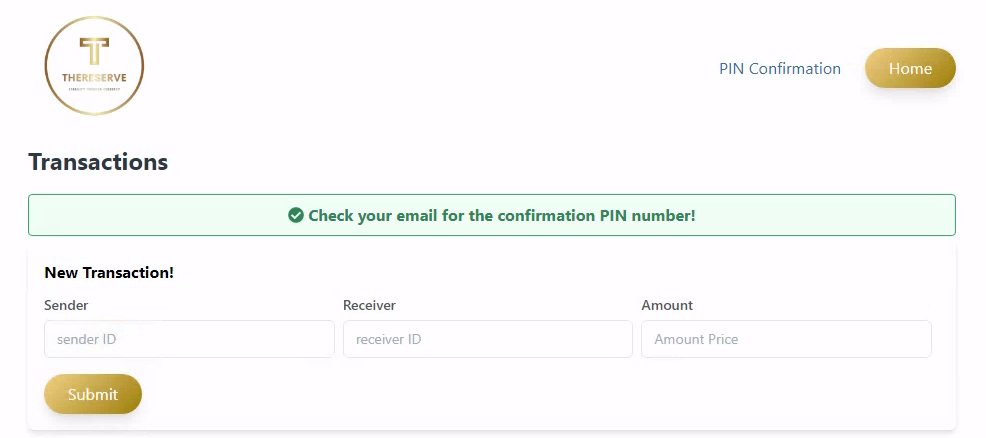 THERESERVE
PIN Confirmation
Home
Transactions
Check your email for the confirmation PIN number!
New Transaction!
Sender
Receiver
Amount
sender ID
receiver ID
Amount Price
Submit